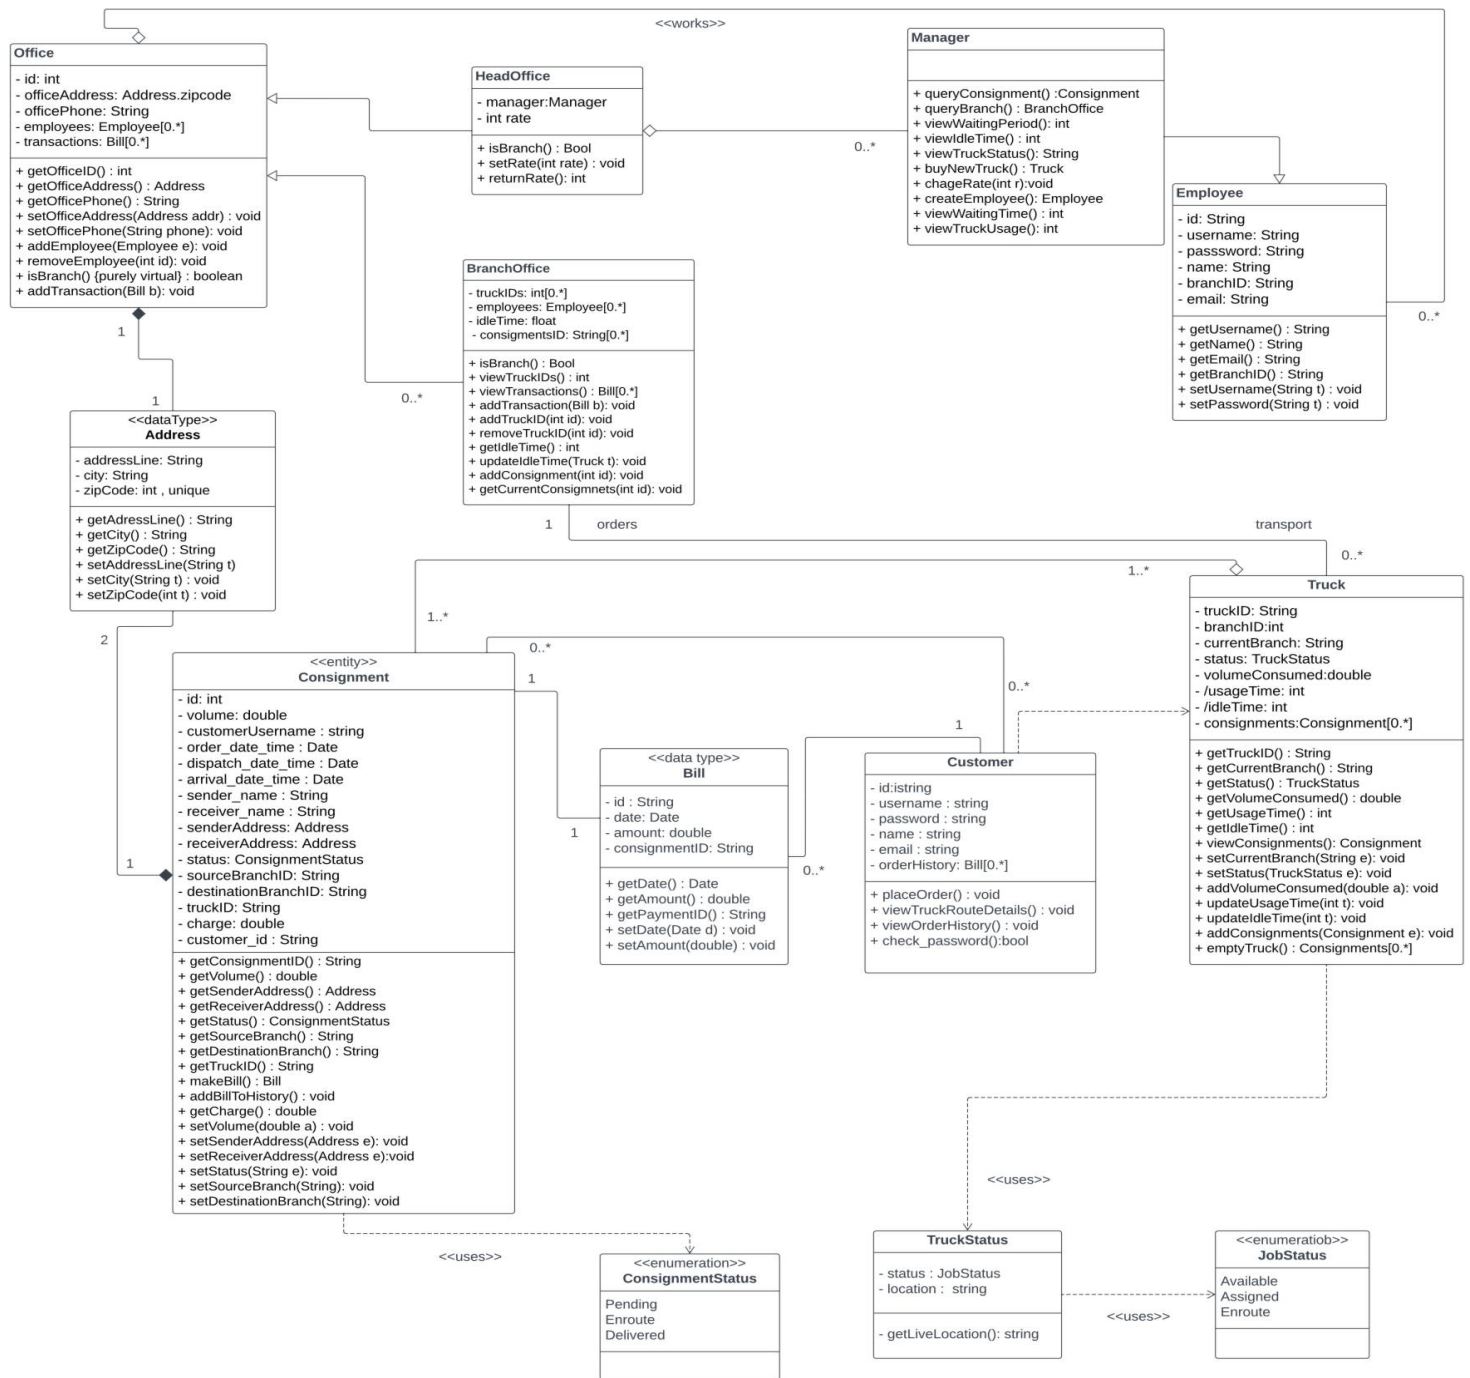 <<works>>
Office
- id: int
- officeAddress: Address.zipcode
- officePhone: String
- employees: Employee[0.*]
- transactions: Bill[0.*]
+ getOfficeID() : int
+ getOfficeAddress() : Address
+ getOfficePhone() : String
+ setOfficeAddress(Address addr) : void
+ setOfficePhone(String phone): void
+ addEmployee(Employee e): void
+ removeEmployee(int id): void
+ isBranch() {purely virtual} : boolean
+ addTransaction(Bill b): void
HeadOffice
- manager:Manager
- int rate
+ isBranch() : Bool
+ setRate(int rate) : void
+ returnRate(): int
0..*
Manager
+ queryConsignment() :Consignment
+ queryBranch() : BranchOffice
+ viewWaitingPeriod(): int
+ viewIdleTime() : int
+ viewTruckStatus(): String
+ buyNewTruck() : Truck
+ chageRate(int r):void
+ createEmployee(): Employee
+ viewWaitingTime() : int
+ viewTruckUsage(): int
Employee
- id: String
- username: String
- passsword: String
- name: String
- branchID: String
- email: String
+ getUsername() : String
+ getName() : String
+ getEmail() : String
+ getBranchID() : String
+ setUsername(String t) : void
+ setPassword(String t) : void
0..*
BranchOffice
- truckIDs: int[0.*]
- employees: Employee[0.*]
- idleTime: float
- consigmentsID: String[0.*]
+ isBranch() : Bool
+ viewTruckIDs() : int
+ viewTransactions() : Bill[0.*]
+ addTransaction(Bill b): void
+ addTruckID(int id): void
+ removeTruckID(int id): void
+ getIdleTime() : int
+ updateIdleTime(Truck t): void
+ addConsignment(int id): void
+ getCurrentConsigmnets(int id): void
0..*
1
1
<<dataType>>
Address
- addressLine: String
- city: String
- zipCode: int , unique
+ getAdressLine() : String
+ getCity() : String
+ getZipCode() : String
+ setAddressLine(String t)
+ setCity(String t) : void
+ setZipCode(int t) : void
1
orders
transport
0..*
1..*
1..*
2
1
<<entity>>
Consignment
- id: int
- volume: double
- customerUsername : string
- order_date_time : Date
- dispatch_date_time : Date
- arrival_date_time : Date
- sender_name : String
- receiver_name : String
- senderAddress: Address
- receiverAddress: Address
- status: ConsignmentStatus
- sourceBranchID: String
- destinationBranchID: String
- truckID: String
- charge: double
- customer_id : String
+ getConsignmentID() : String
+ getVolume() : double
+ getSenderAddress() : Address
+ getReceiverAddress() : Address
+ getStatus() : ConsignmentStatus
+ getSourceBranch() : String
+ getDestinationBranch() : String
+ getTruckID() : String
+ makeBill() : Bill
+ addBillToHistory() : void
+ getCharge() : double
+ setVolume(double a) : void
+ setSenderAddress(Address e): void
+ setReceiverAddress(Address e):void
+ setStatus(String e): void
+ setSourceBranch(String): void
+ setDestinationBranch(String): void
0..*
1
0..*
1
1
0..*
<<data type>>
Bill
- id : String
- date: Date
- amount: double
- consignmentID: String
+ getDate() : Date
+ getAmount() : double
+ getPaymentID() : String
+ setDate(Date d) : void
+ setAmount(double) : void
Customer
- id:istring
- username : string
- password : string
- name : string
- email : string
- orderHistory: Bill[0.*]
+ placeOrder() : void
+ viewTruckRouteDetails() : void
+ viewOrderHistory() : void
+ check_password():bool
Truck
- truckID: String
- branchID:int
- currentBranch: String
- status: TruckStatus
- volumeConsumed:double
- /usageTime: int
- /idleTime: int
- consignments:Consignment[0.*]
+ getTruckID() : String
+ getCurrentBranch() : String
+ getStatus() : TruckStatus
+ getVolumeConsumed() : double
+ getUsageTime() : int
+ getIdleTime() : int
+ viewConsignments(): Consignment
+ setCurrentBranch(String e): void
+ setStatus(TruckStatus e): void
+ addVolumeConsumed(double a): void
+ updateUsageTime(int t): void
+ updateIdleTime(int t): void
+ addConsignments(Consignment e): void
+ emptyTruck() : Consignments[0.*]
<<uses>>
<<uses>>
<<enumeration>>
ConsignmentStatus
Pending
Enroute
Delivered
TruckStatus
- status : JobStatus
- location : string
- getLiveLocation(): string
<<uses>>
<<enumeratiob>>
JobStatus
Available
Assigned
Enroute